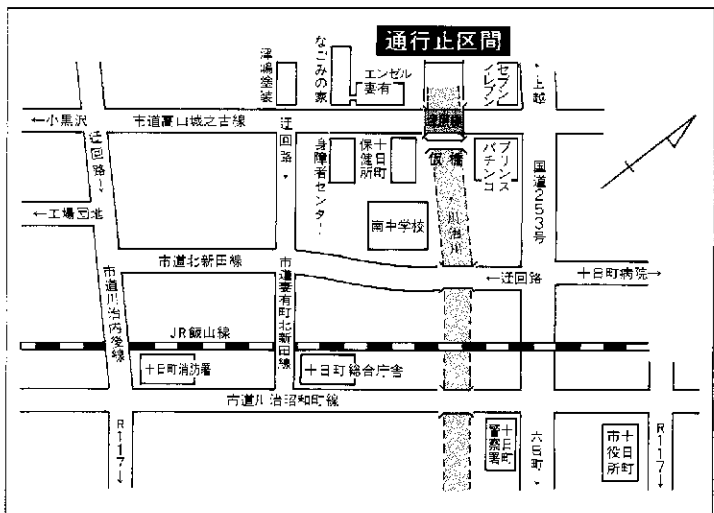 通行止区間
津端塗装
なごみの家
エンゼル
妻有
セブン
イレブン
↑上越
←小黒沢
市道高山城之古線
迂回路→
迂回路→
身障者センター
十日町
保健所
仮橋
プリンス
パチンコ
国道253号
←工場団地
南中学校
川治川
市道北新田線
←迂回路
十日町病院→
市道川治内後線
市道妻有町北新田線
JR飯山線
十日町消防署
十日町総合庁舎
市道川治昭和町線
R117→
十日町
警察署
六日町→
十日町
市役所
R117→